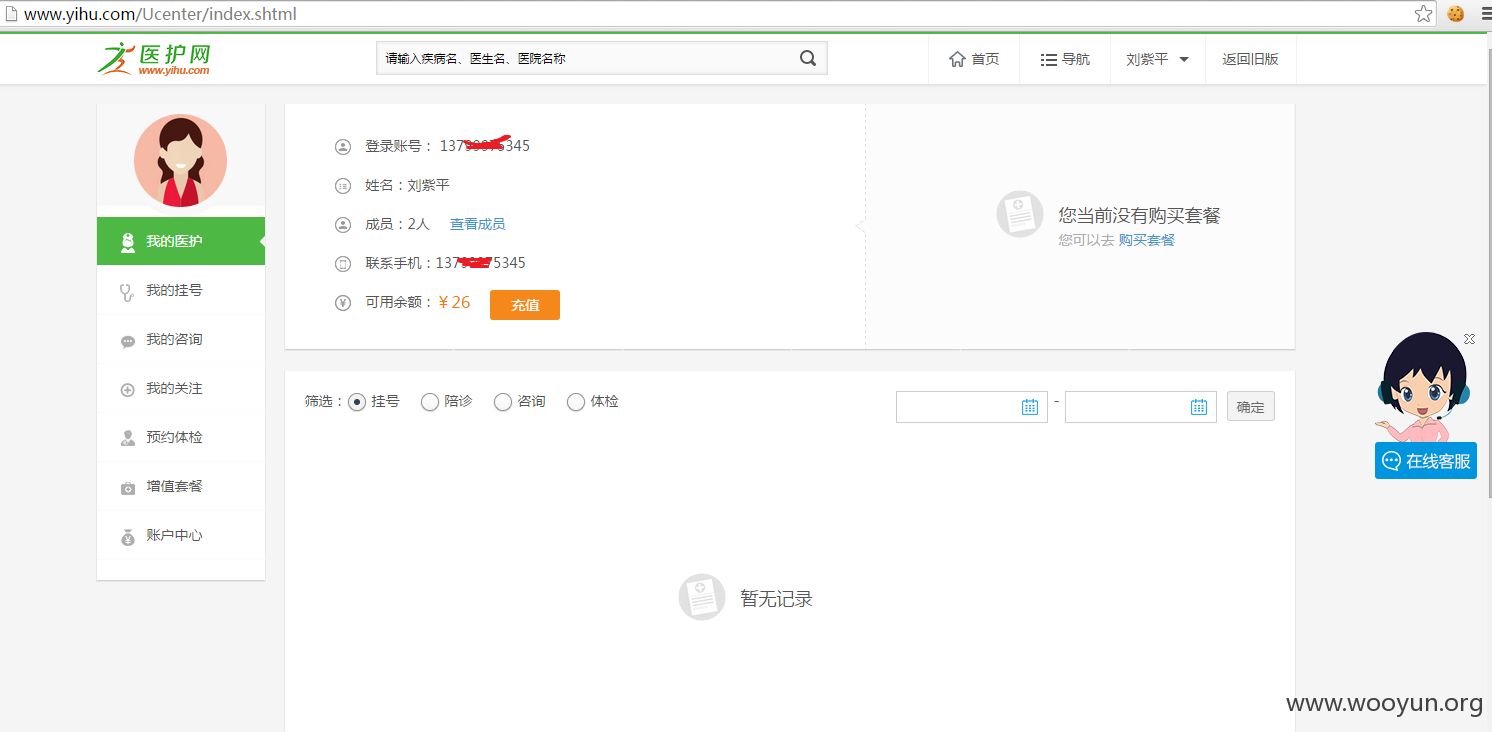 www.yihu.com/Ucenter/index.shtml
医护网
www.yihu.com
请输入疾病名、医生名、医院名称
首页
导航
刘紫平
返回旧版
登录账号： 137 5345
姓名：刘紫平
成员：2人 查看成员
联系手机：137 5345
可用余额：￥26 充值
您当前没有购买套餐
您可以去 购买套餐
我的医护
我的挂号
我的咨询
我的关注
预约体检
增值套餐
账户中心
筛选： 挂号 陪诊 咨询 体检
- 确定
暂无记录
在线客服
www.wooyun.org